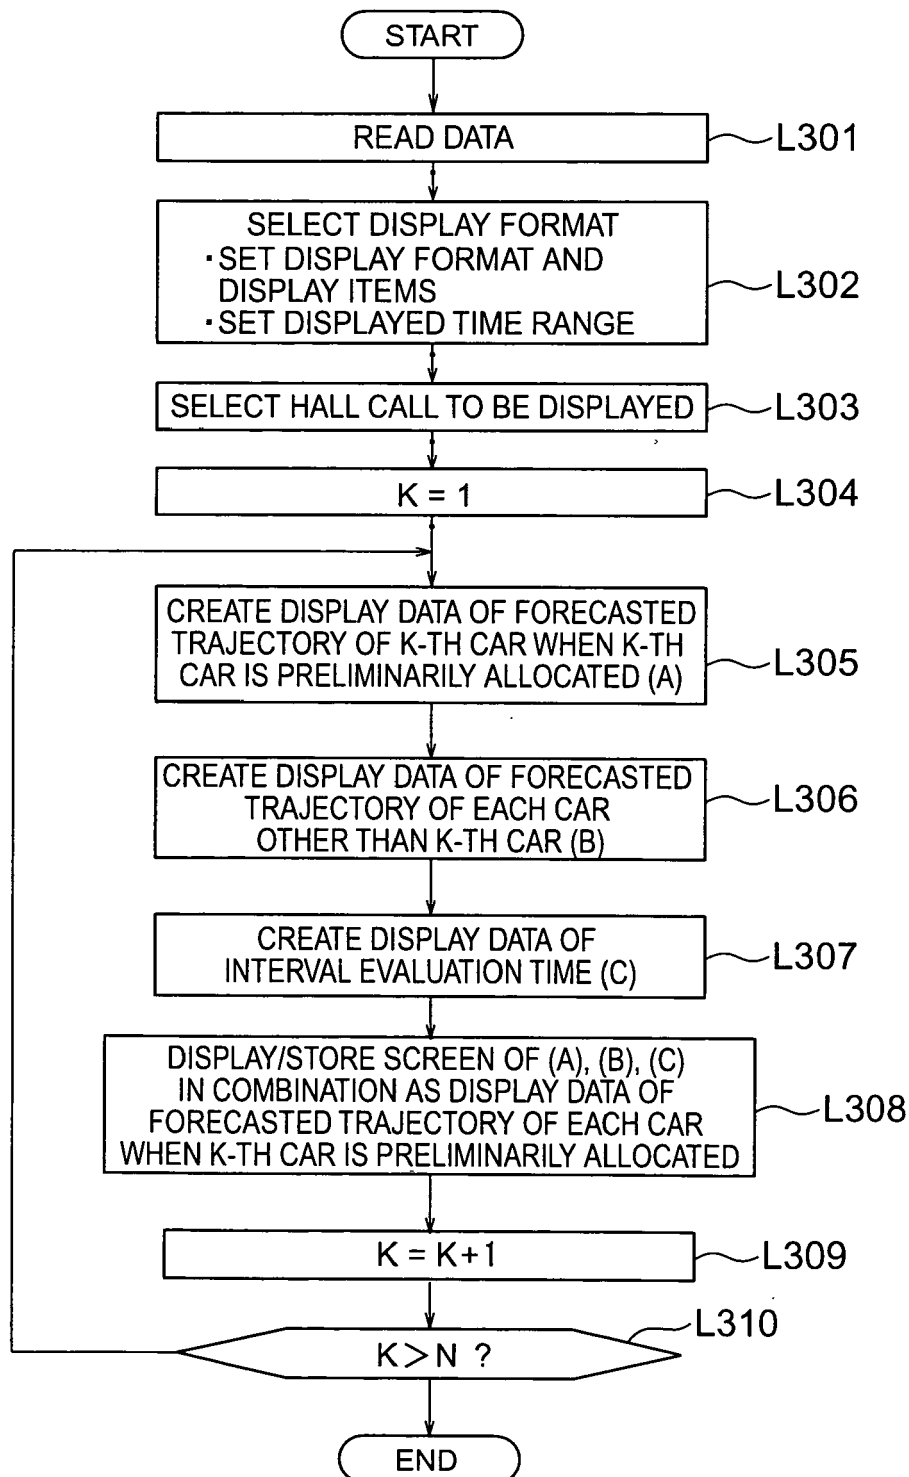 START
READ DATA
L301
SELECT DISPLAY FORMAT
・SET DISPLAY FORMAT AND
DISPLAY ITEMS
・SET DISPLAYED TIME RANGE
L302
SELECT HALL CALL TO BE DISPLAYED
L303
K = 1
L304
CREATE DISPLAY DATA OF FORECASTED
TRAJECTORY OF K-TH CAR WHEN K-TH
CAR IS PRELIMINARILY ALLOCATED (A)
L305
CREATE DISPLAY DATA OF FORECASTED
TRAJECTORY OF EACH CAR
OTHER THAN K-TH CAR (B)
L306
CREATE DISPLAY DATA OF
INTERVAL EVALUATION TIME (C)
L307
DISPLAY/STORE SCREEN OF (A), (B), (C)
IN COMBINATION AS DISPLAY DATA OF
FORECASTED TRAJECTORY OF EACH CAR
WHEN K-TH CAR IS PRELIMINARILY ALLOCATED
L308
K = K+1
L309
K > N ?
L310
END